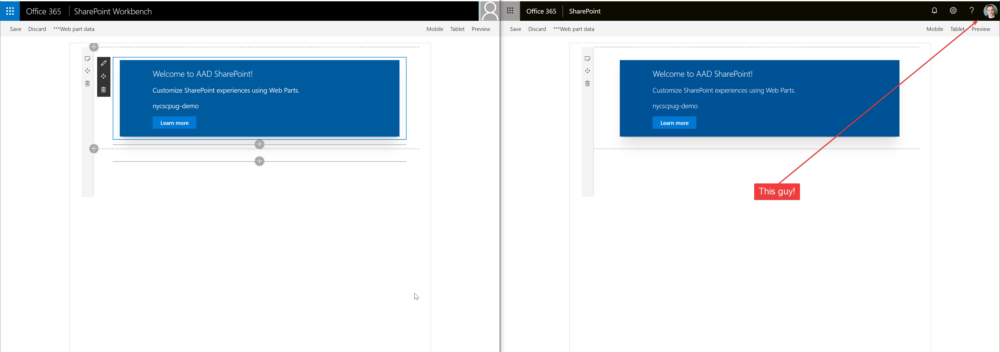 Office 365 SharePoint Workbench
Save Discard ***Web part data Mobile Tablet Preview
Welcome to AAD SharePoint!
Customize SharePoint experiences using Web Parts.
nycscpug-demo
Learn more
Office 365 SharePoint ?
Save Discard ***Web part data Mobile Tablet Preview
Welcome to AAD SharePoint!
Customize SharePoint experiences using Web Parts.
nycscpug-demo
Learn more
This guy!